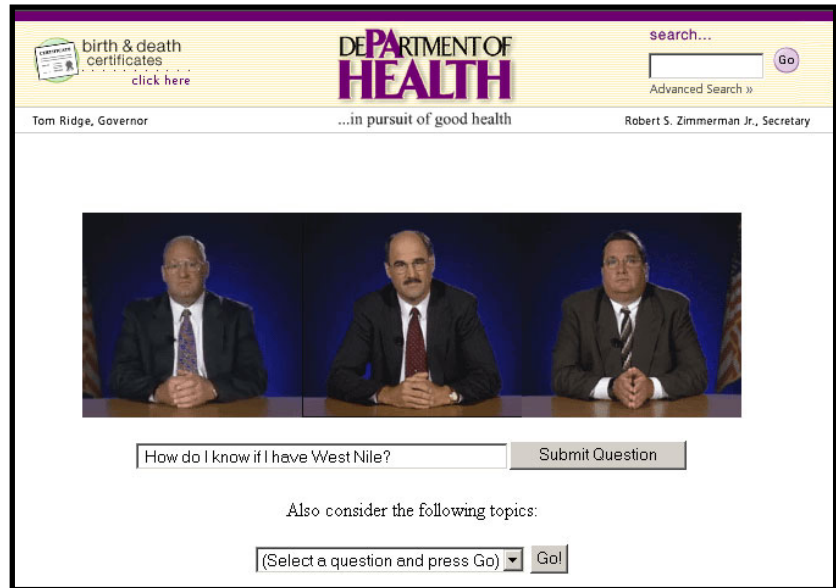 birth & death
certificates
click here
DEPARTMENT OF
HEALTH
...in pursuit of good health
search...
Go
Advanced Search »
Tom Ridge, Governor
Robert S. Zimmerman Jr., Secretary
How do I know if I have West Nile?
Submit Question
Also consider the following topics:
(Select a question and press Go)
Go!